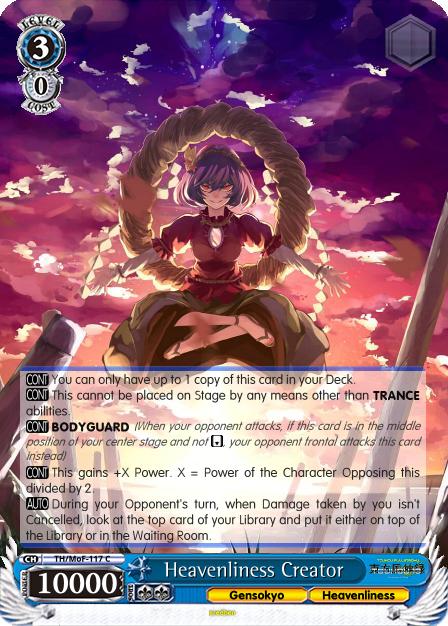 LEVEL
3
0
COST
CONT You can only have up to 1 copy of this card in your Deck.
CONT This cannot be placed on Stage by any means other than TRANCE
abilities.
CONT BODYGUARD (When your opponent attacks, if this card is in the middle
position of your center stage and not [ ], your opponent frontal attacks this card
instead)
CONT This gains +X Power. X = Power of the Character Opposing this
divided by 2.
AUTO During your Opponent's turn, when Damage taken by you isn't
Cancelled, look at the top card of your Library and put it either on top of
the Library or in the Waiting Room.
CH TH/MoF-117 C
POWER 10000 SOUL
Heavenliness Creator
Gensokyo Heavenliness